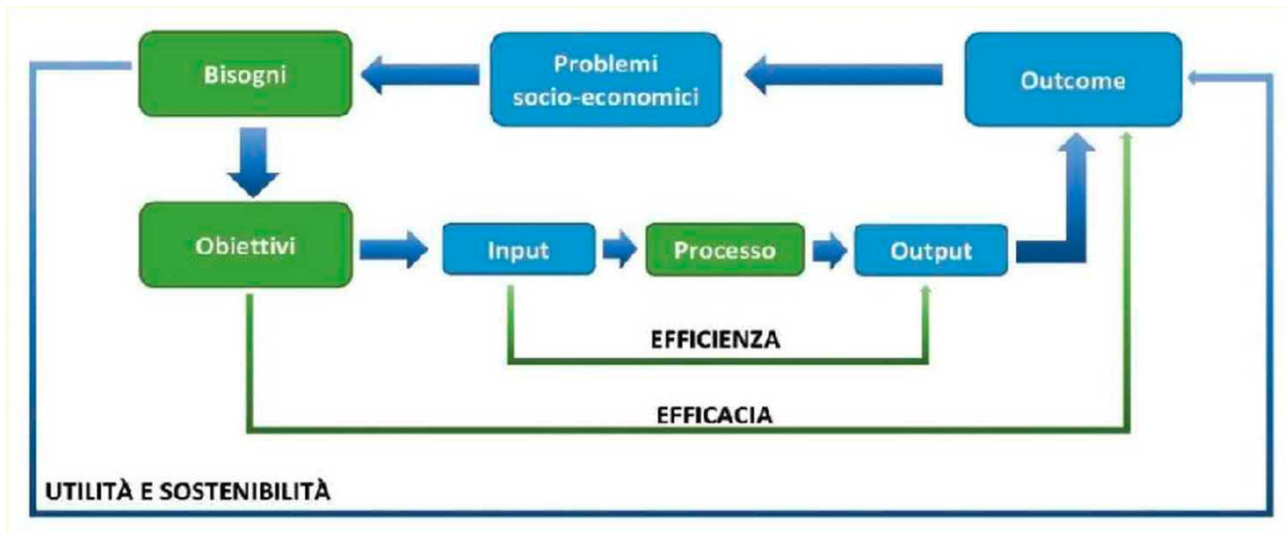 Bisogni
Problemi
socio-economici
Outcome
Obiettivi
Input
Processo
Output
EFFICIENZA
EFFICACIA
UTILITÀ E SOSTENIBILITÀ